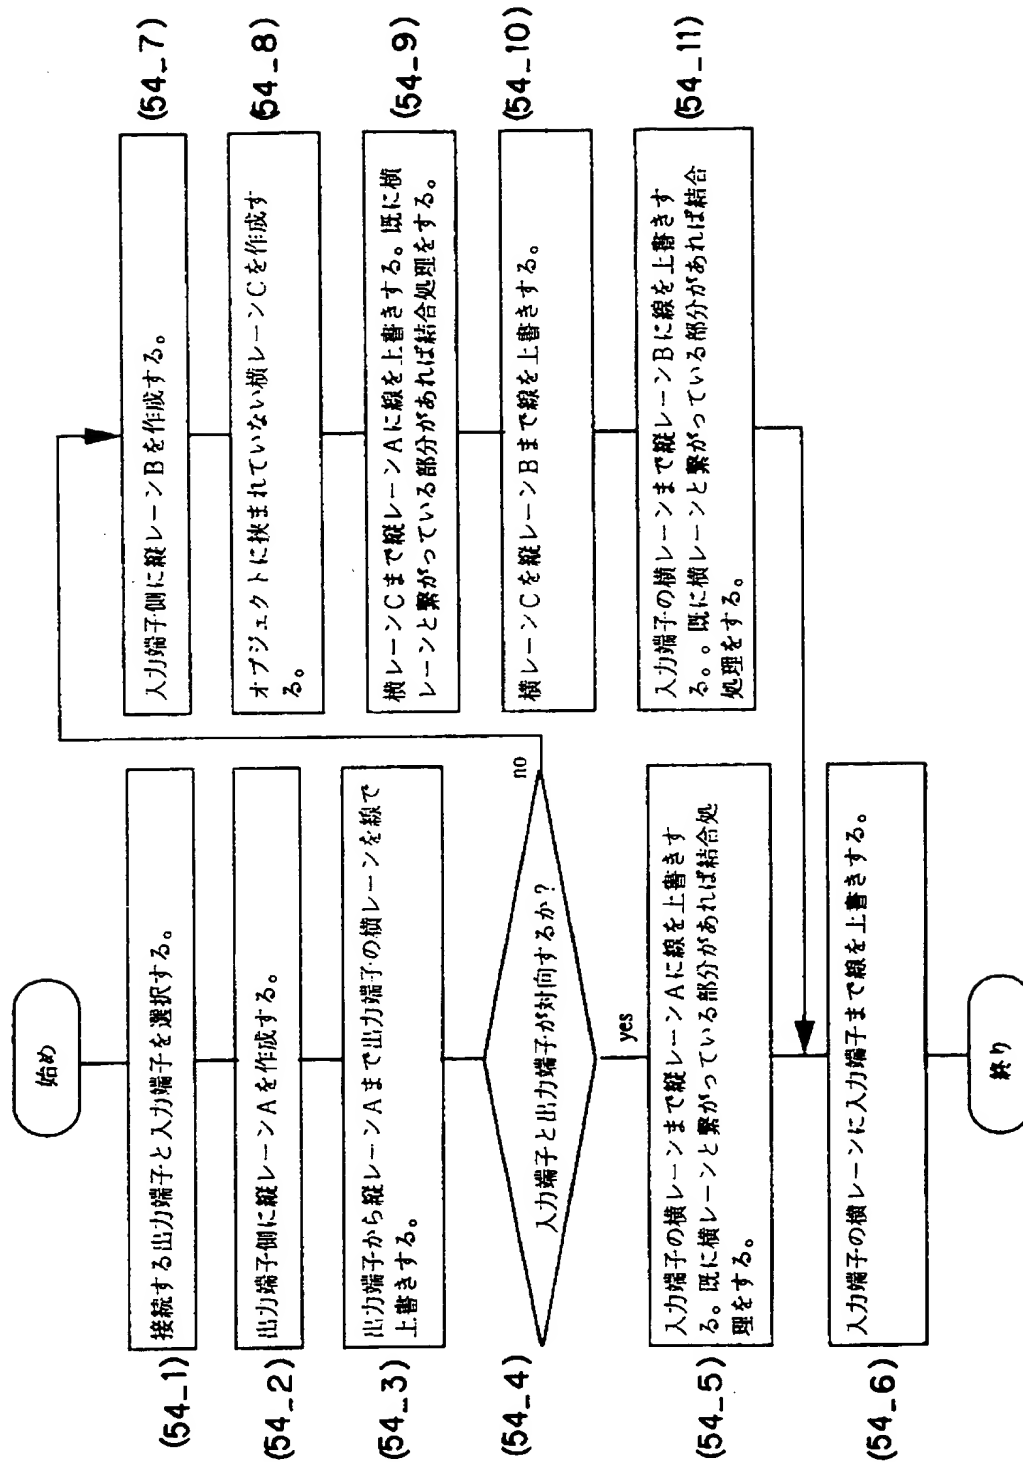 始め
(54_1)
接続する出力端子と入力端子を選択する。
(54_2)
出力端子側に縦レーンAを作成する。
(54_3)
出力端子から縦レーンAまで出力端子の横レーンを線で
上書きする。
(54_4)
入力端子と出力端子が対向するか?
no
yes
(54_5)
入力端子の横レーンまで縦レーンAに線を上書きす
る。既に横レーンと繋がっている部分があれば結合処
理をする。
(54_6)
入力端子の横レーンに入力端子まで線を上書きする。
終り
(54_7)
入力端子側に縦レーンBを作成する。
(54_8)
オブジェクトに挟まれていない横レーンCを作成す
る。
(54_9)
横レーンCまで縦レーンAに線を上書きする。既に横
レーンと繋がっている部分があれば結合処理をする。
(54_10)
横レーンCを縦レーンBまで線を上書きする。
(54_11)
入力端子の横レーンまで縦レーンBに線を上書きす
る。。既に横レーンと繋がっている部分があれば結合
処理をする。